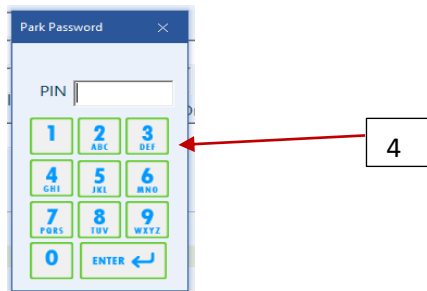 Park Password
PIN
1 2 ABC 3 DEF
4
4 GHI 5 JKL 6 MNO
7 PQRS 8 TUV 9 WXYZ
0 ENTER